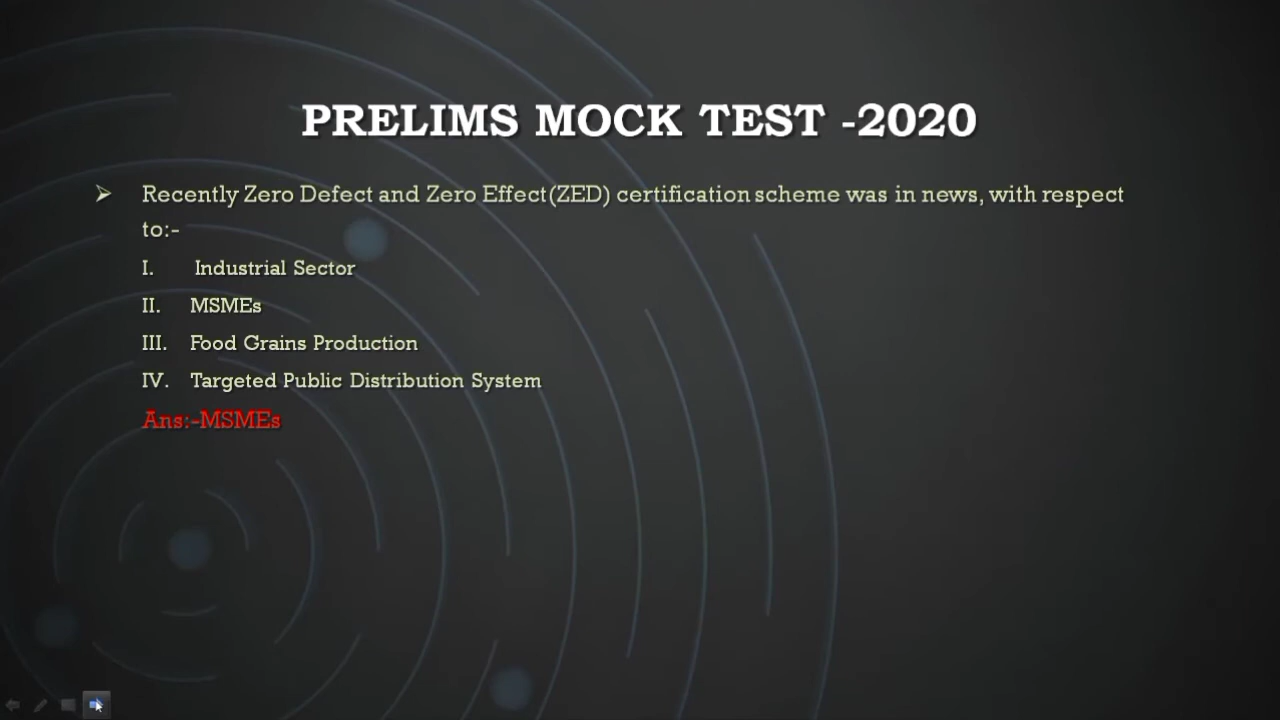 PRELIMS MOCK TEST -2020
➢ Recently Zero Defect and Zero Effect(ZED) certification scheme was in news, with respect
to:-
I. Industrial Sector
II. MSMEs
III. Food Grains Production
IV. Targeted Public Distribution System
Ans:-MSMEs